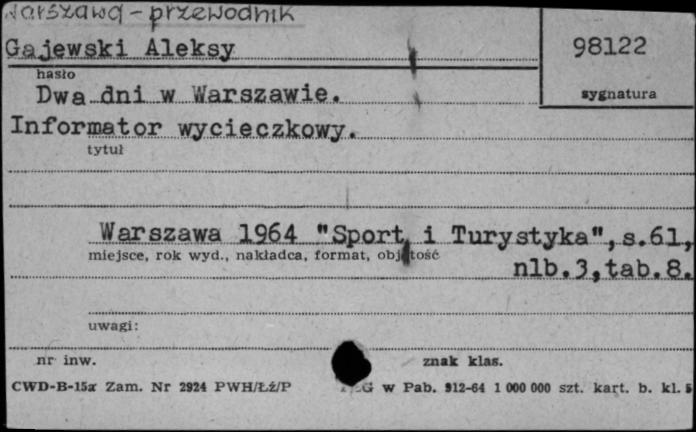 Warszawa - przewodnik
Gajewski Aleksy
98122
hasło
sygnatura
Dwa dni w Warszawie.
Informator wycieczkowy.
tytuł
Warszawa 1964 "Sport i Turystyka", s.61,
miejsce, rok wyd., nakładca, format, objętość
nlb.3, tab.8.
uwagi:
nr inw.
znak klas.
CWD-B-15a Zam. Nr 2924 PWH/Łź/P
G w Pab. 912-64 1 000 000 szt. kart. b. kl. 5